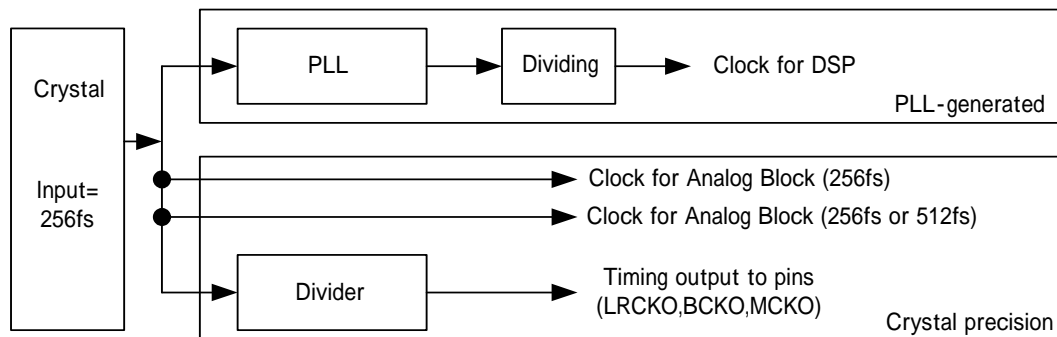 Crystal
Input=
256fs
PLL
Dividing
Clock for DSP
PLL-generated
Clock for Analog Block (256fs)
Clock for Analog Block (256fs or 512fs)
Divider
Timing output to pins
(LRCKO,BCKO,MCKO)
Crystal precision